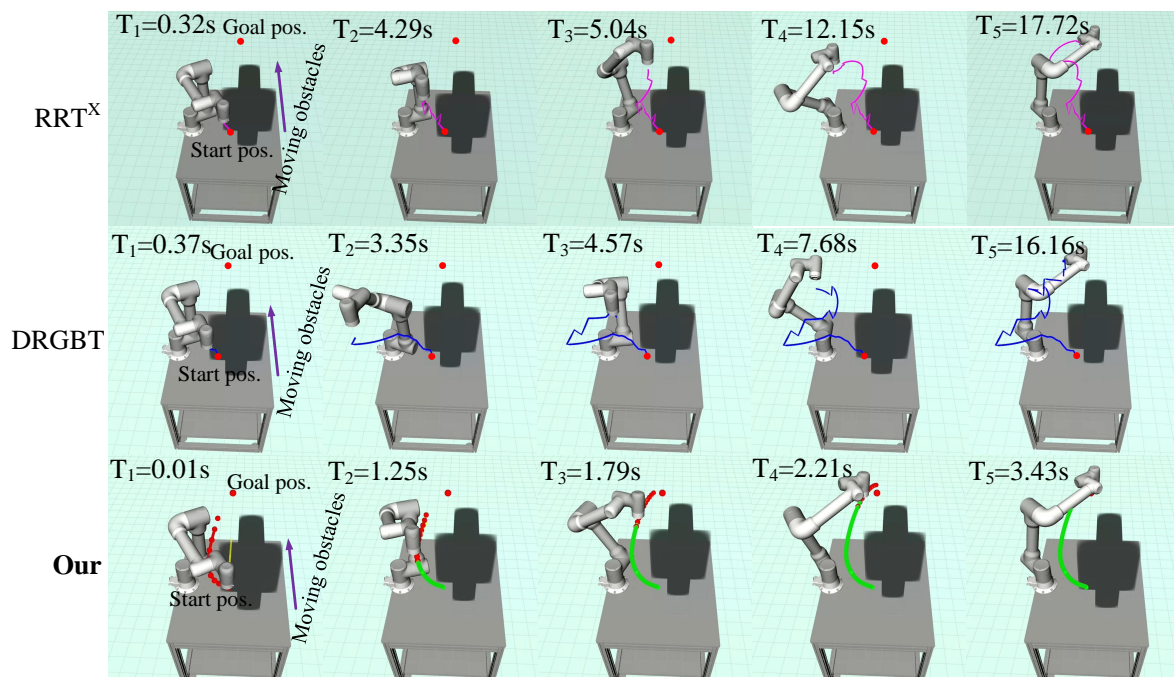 T₁=0.32s Goal pos.
T₂=4.29s
T₃=5.04s
T₄=12.15s
T₅=17.72s
RRTˣ
Start pos.
Moving obstacles
T₁=0.37s Goal pos.
T₂=3.35s
T₃=4.57s
T₄=7.68s
T₅=16.16s
DRGBT
Start pos.
Moving obstacles
T₁=0.01s Goal pos.
T₂=1.25s
T₃=1.79s
T₄=2.21s
T₅=3.43s
Our
Start pos.
Moving obstacles